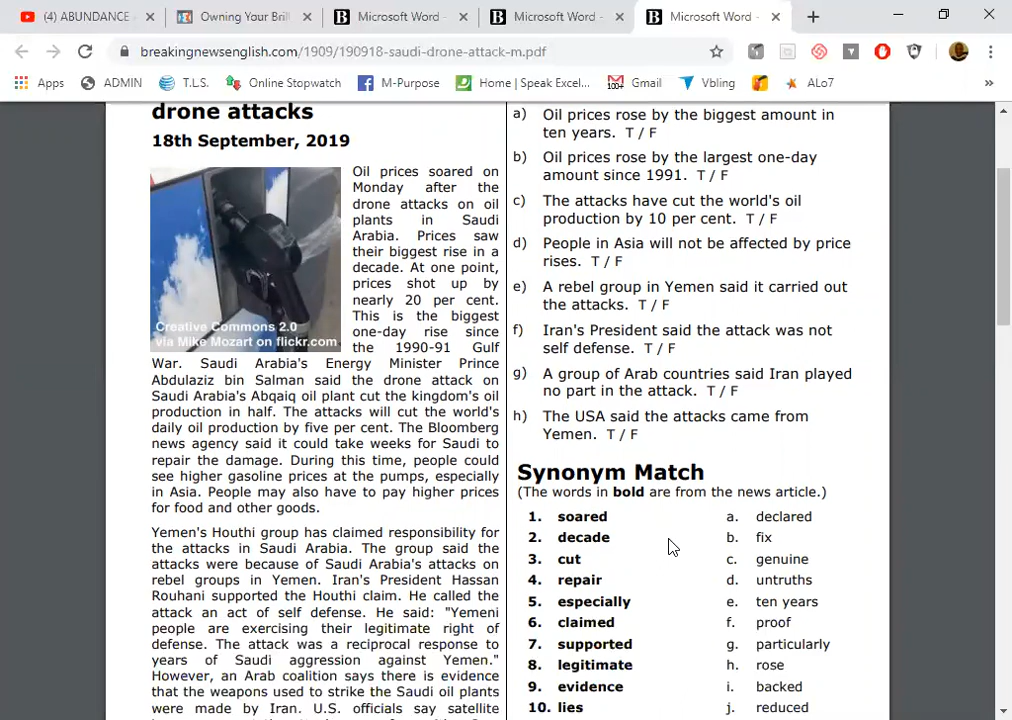 (4) ABUNDANCE
Owning Your Bril
Microsoft Word -
Microsoft Word -
Microsoft Word -
breakingnewsenglish.com/1909/190918-saudi-drone-attack-m.pdf
Apps
ADMIN
T.L.S.
Online Stopwatch
M-Purpose
Home | Speak Excel...
100+
Gmail
Vbling
ALo7
»
drone attacks
18th September, 2019
Creative Commons 2.0
via Mike Mozart on flickr.com
Oil prices soared on
Monday after the
drone attacks on oil
plants in Saudi
Arabia. Prices saw
their biggest rise in a
decade. At one point,
prices shot up by
nearly 20 per cent.
This is the biggest
one-day rise since
the 1990-91 Gulf
War. Saudi Arabia's Energy Minister Prince
Abdulaziz bin Salman said the drone attack on
Saudi Arabia's Abqaiq oil plant cut the kingdom's oil
production in half. The attacks will cut the world's
daily oil production by five per cent. The Bloomberg
news agency said it could take weeks for Saudi to
repair the damage. During this time, people could
see higher gasoline prices at the pumps, especially
in Asia. People may also have to pay higher prices
for food and other goods.
Yemen's Houthi group has claimed responsibility for
the attacks in Saudi Arabia. The group said the
attacks were because of Saudi Arabia's attacks on
rebel groups in Yemen. Iran's President Hassan
Rouhani supported the Houthi claim. He called the
attack an act of self defense. He said: "Yemeni
people are exercising their legitimate right of
defense. The attack was a reciprocal response to
years of Saudi aggression against Yemen."
However, an Arab coalition says there is evidence
that the weapons used to strike the Saudi oil plants
were made by Iran. U.S. officials say satellite
a) Oil prices rose by the biggest amount in
ten years. T / F
b) Oil prices rose by the largest one-day
amount since 1991. T / F
c) The attacks have cut the world's oil
production by 10 per cent. T / F
d) People in Asia will not be affected by price
rises. T / F
e) A rebel group in Yemen said it carried out
the attacks. T / F
f) Iran's President said the attack was not
self defense. T / F
g) A group of Arab countries said Iran played
no part in the attack. T / F
h) The USA said the attacks came from
Yemen. T / F
Synonym Match
(The words in bold are from the news article.)
1. soared a. declared
2. decade b. fix
3. cut c. genuine
4. repair d. untruths
5. especially e. ten years
6. claimed f. proof
7. supported g. particularly
8. legitimate h. rose
9. evidence i. backed
10. lies j. reduced